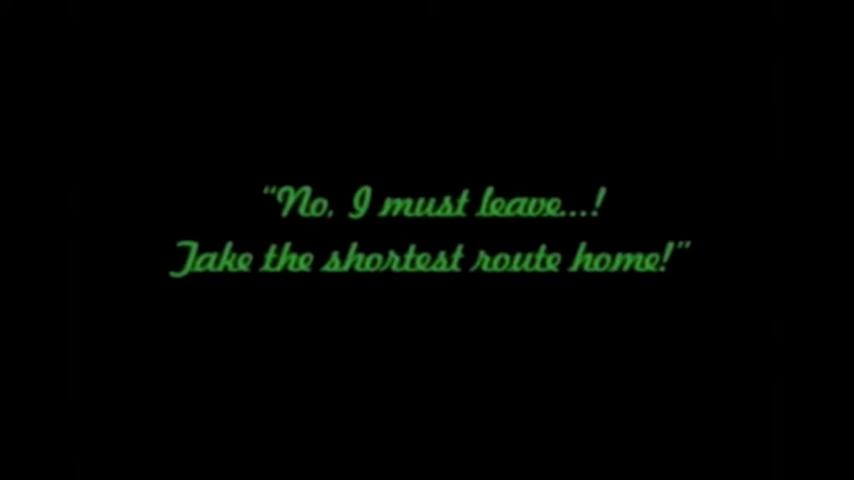 “No, I must leave...!
Take the shortest route home!”